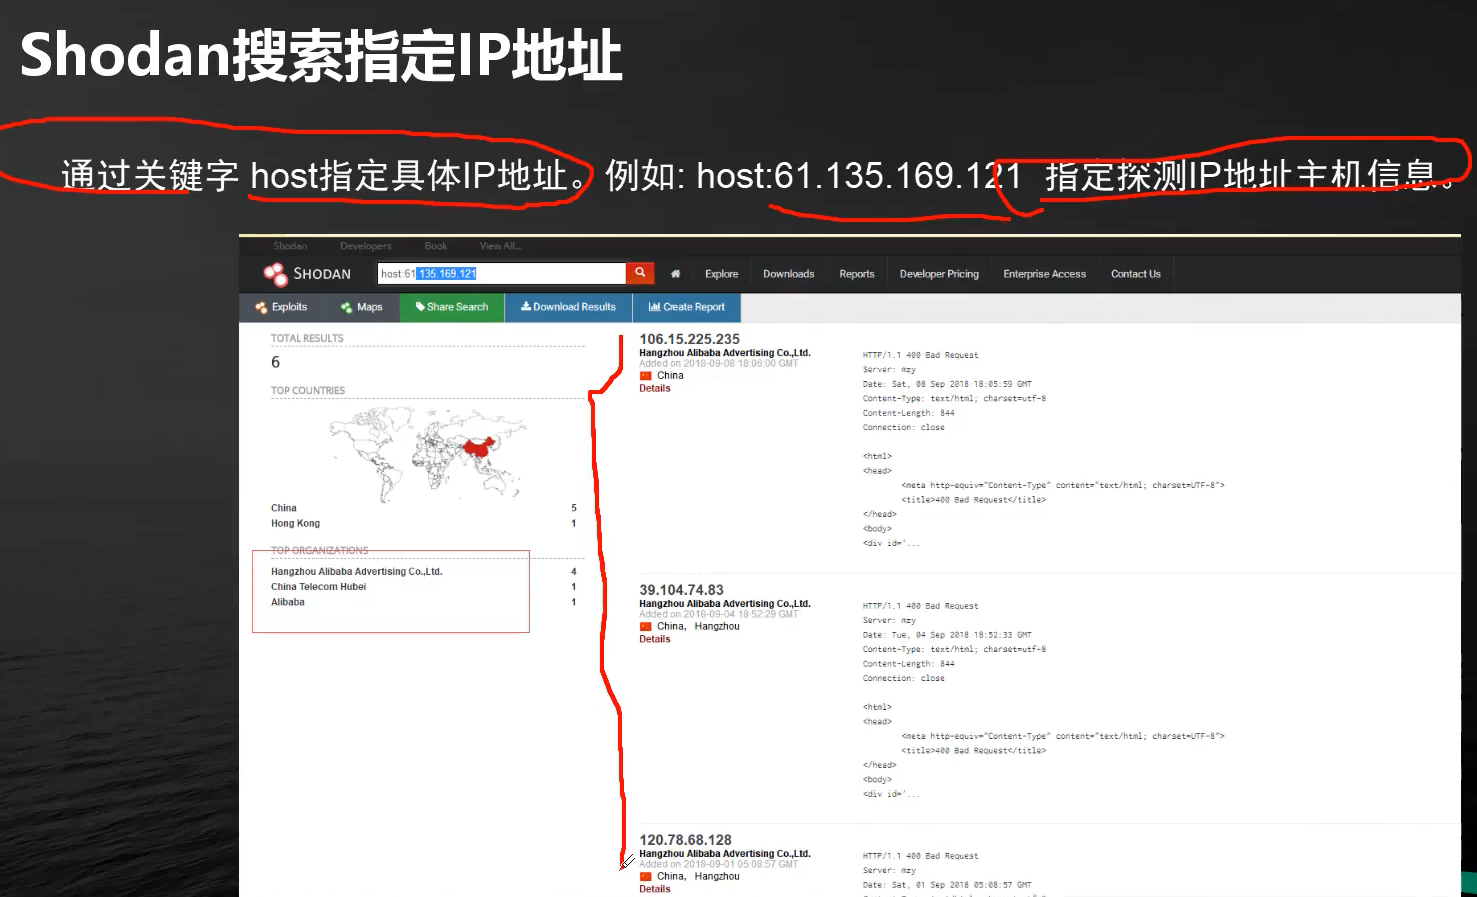 Shodan搜索指定IP地址
通过关键字 host指定具体IP地址。例如: host:61.135.169.121 指定探测IP地址主机信息。
Shodan Developers Book View All...
SHODAN host:61.135.169.121 Explore Downloads Reports Developer Pricing Enterprise Access Contact Us
Exploits Maps Share Search Download Results Create Report
TOTAL RESULTS
6
TOP COUNTRIES
China 5
Hong Kong 1
TOP ORGANIZATIONS
Hangzhou Alibaba Advertising Co.,Ltd. 4
China Telecom Hubei 1
Alibaba 1
106.15.225.235
Hangzhou Alibaba Advertising Co.,Ltd.
Added on 2018-09-08 18:06:00 GMT
China
Details
HTTP/1.1 400 Bad Request
Server: mzy
Date: Sat, 08 Sep 2018 18:05:59 GMT
Content-Type: text/html; charset=utf-8
Content-Length: 844
Connection: close
<html>
<head>
<meta http-equiv="Content-Type" content="text/html; charset=UTF-8">
<title>400 Bad Request</title>
</head>
<body>
<div id='...
39.104.74.83
Hangzhou Alibaba Advertising Co.,Ltd.
Added on 2018-09-04 18:52:29 GMT
China, Hangzhou
Details
HTTP/1.1 400 Bad Request
Server: mzy
Date: Tue, 04 Sep 2018 18:52:33 GMT
Content-Type: text/html; charset=utf-8
Content-Length: 844
Connection: close
<html>
<head>
<meta http-equiv="Content-Type" content="text/html; charset=UTF-8">
<title>400 Bad Request</title>
</head>
<body>
<div id='...
120.78.68.128
Hangzhou Alibaba Advertising Co.,Ltd.
Added on 2018-09-01 05:08:57 GMT
China, Hangzhou
Details
HTTP/1.1 400 Bad Request
Server: mzy
Date: Sat, 01 Sep 2018 05:08:57 GMT